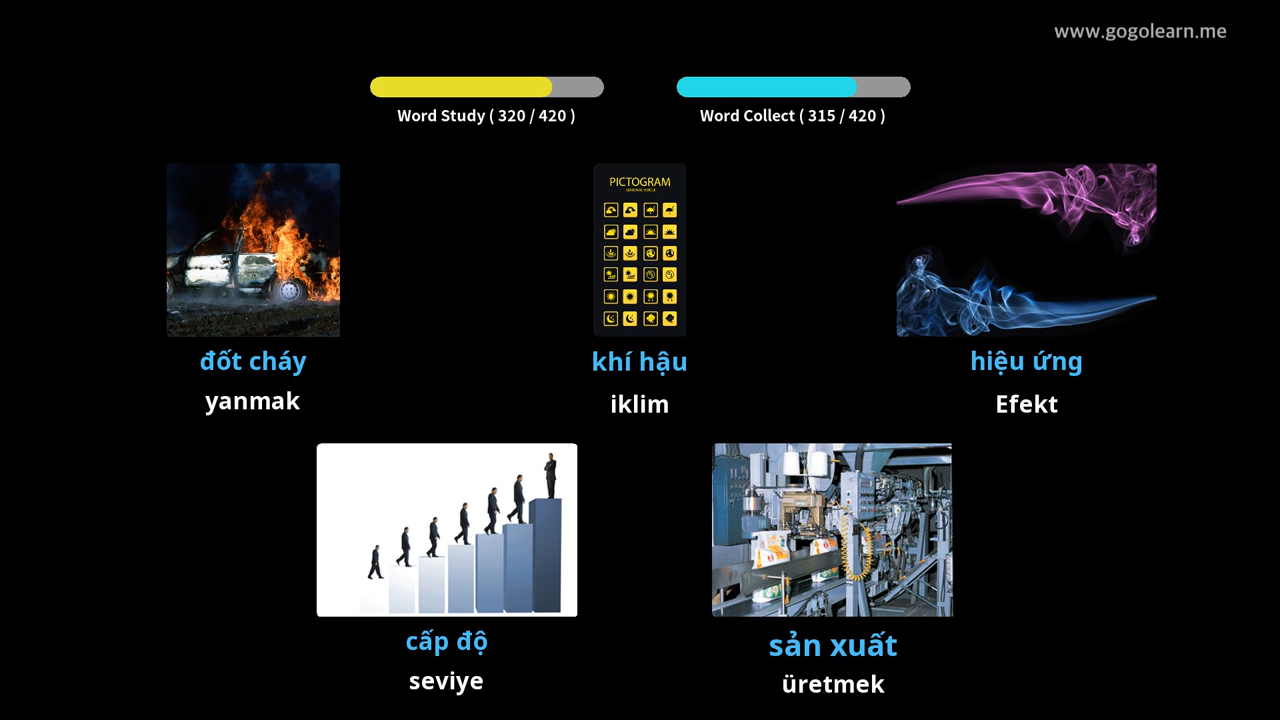 www.gogolearn.me
Word Study ( 320 / 420 )
Word Collect ( 315 / 420 )
PICTOGRAM
đốt cháy
yanmak
khí hậu
iklim
hiệu ứng
Efekt
cấp độ
seviye
sản xuất
üretmek